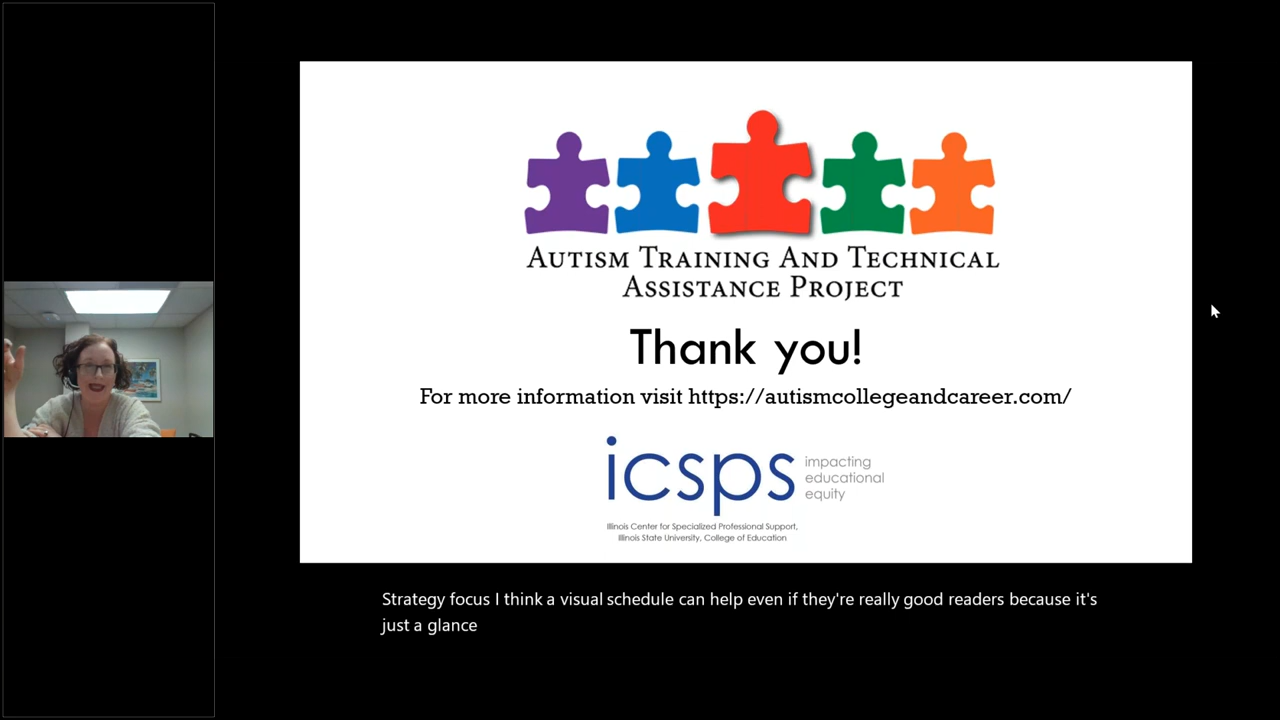 AUTISM TRAINING AND TECHNICAL
ASSISTANCE PROJECT
Thank you!
For more information visit https://autismcollegeandcareer.com/
icsps
impacting
educational
equity
Illinois Center for Specialized Professional Support,
Illinois State University, College of Education
Strategy focus I think a visual schedule can help even if they're really good readers because it's
just a glance